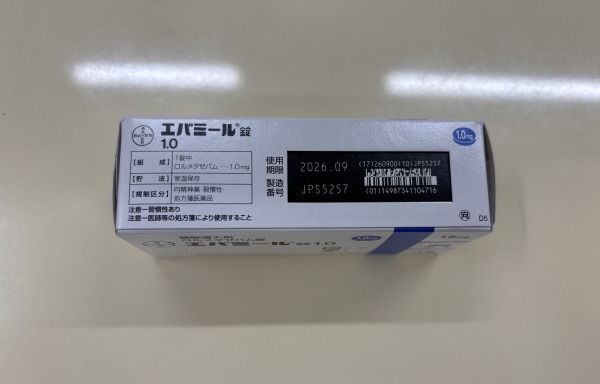 BAYER
エバミール®錠
1.0
【組　成】 1錠中
ロルメタゼパム……1.0mg
【貯　法】 室温保存
【規制区分】 向精神薬・習慣性・
処方箋医薬品
注意－習慣性あり
注意－医師等の処方箋により使用すること
使用
期限 2026.09
製造
番号 JPS5257
(17)260900(10)JPS5257
(01)14987341104716
1.0mg
向
D5
エバミール®錠1.0
1.0mg